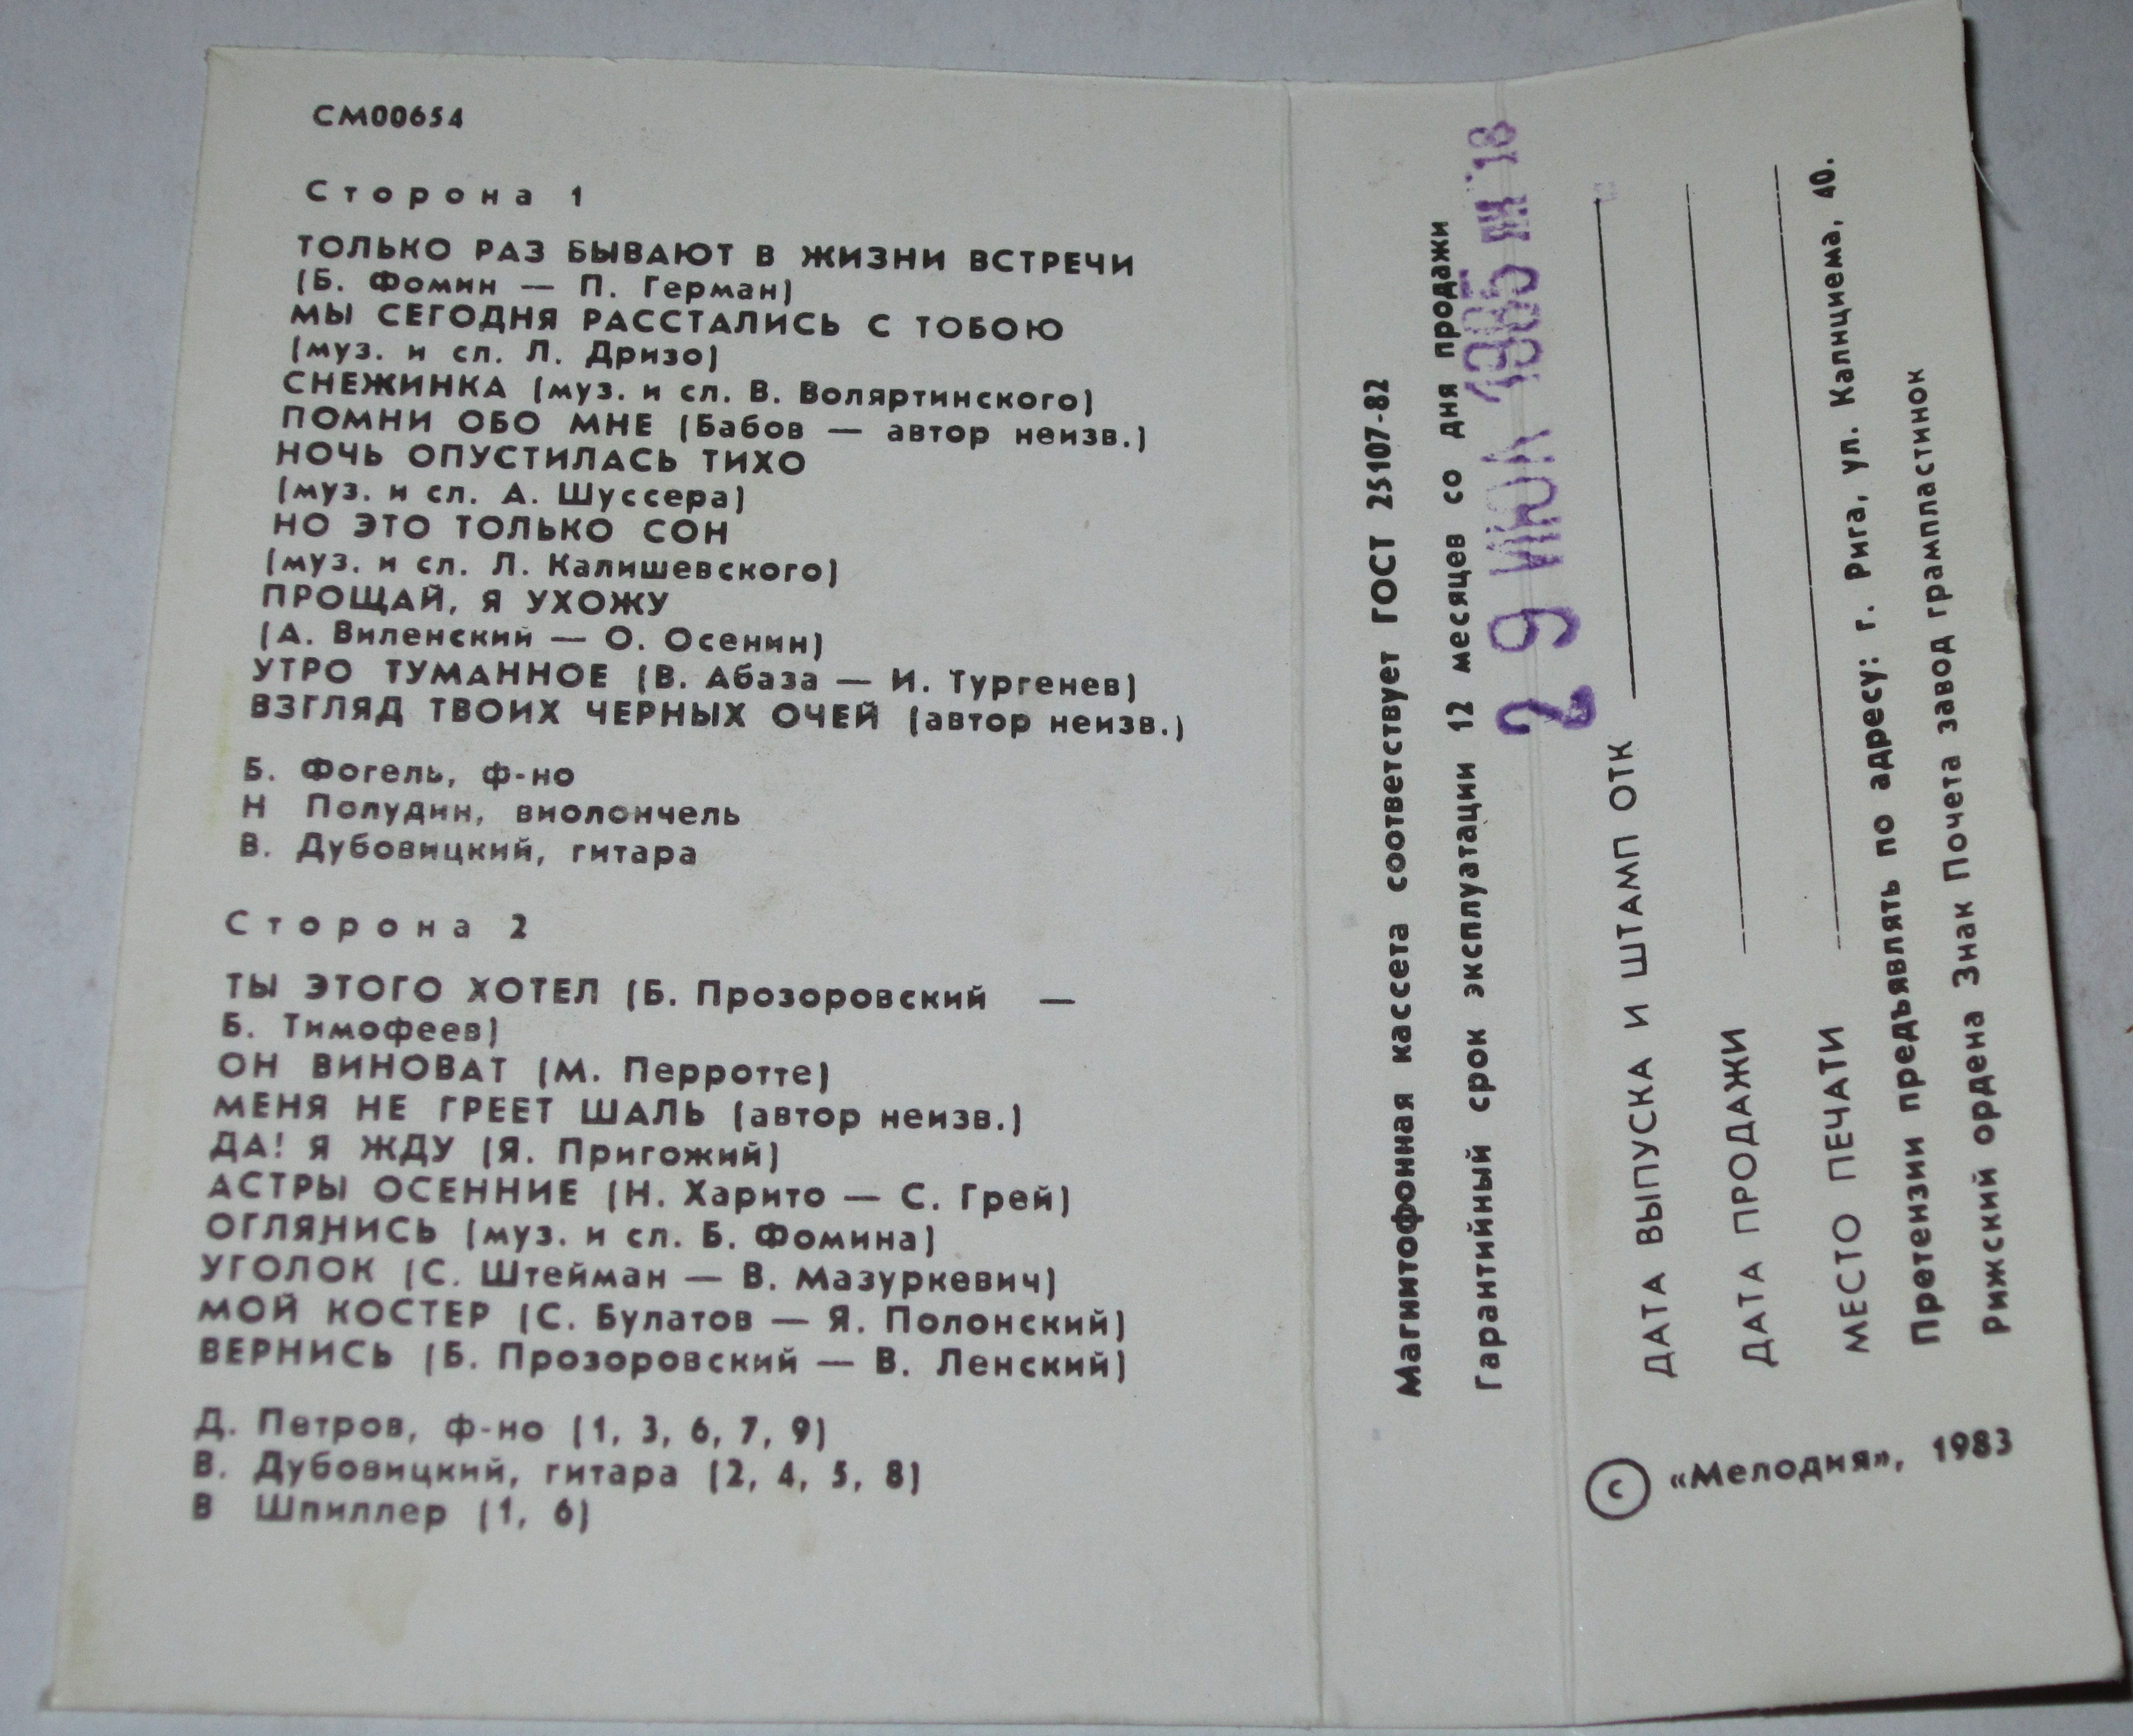 СМ00654
Сторона 1
ТОЛЬКО РАЗ БЫВАЮТ В ЖИЗНИ ВСТРЕЧИ
(Б. Фомин — П. Герман)
МЫ СЕГОДНЯ РАССТАЛИСЬ С ТОБОЮ
(муз. и сл. Л. Дризо)
СНЕЖИНКА (муз. и сл. В. Воляртинского)
ПОМНИ ОБО МНЕ (Бабов — автор неизв.)
НОЧЬ ОПУСТИЛАСЬ ТИХО
(муз. и сл. А. Шуссера)
НО ЭТО ТОЛЬКО СОН
(муз. и сл. Л. Калишевского)
ПРОЩАЙ, Я УХОЖУ
(А. Виленский — О. Осенин)
УТРО ТУМАННОЕ (В. Абаза — И. Тургенев)
ВЗГЛЯД ТВОИХ ЧЕРНЫХ ОЧЕЙ (автор неизв.)
Б. Фогель, ф-но
Н Полудин, виолончель
В. Дубовицкий, гитара
Сторона 2
ТЫ ЭТОГО ХОТЕЛ (Б. Прозоровский —
Б. Тимофеев)
ОН ВИНОВАТ (М. Перротте)
МЕНЯ НЕ ГРЕЕТ ШАЛЬ (автор неизв.)
ДА! Я ЖДУ (Я. Пригожий)
АСТРЫ ОСЕННИЕ (Н. Харито — С. Грей)
ОГЛЯНИСЬ (муз. и сл. Б. Фомина)
УГОЛОК (С. Штейман — В. Мазуркевич)
МОЙ КОСТЕР (С. Булатов — Я. Полонский)
ВЕРНИСЬ (Б. Прозоровский — В. Ленский)
Д. Петров, ф-но (1, 3, 6, 7, 9)
В. Дубовицкий, гитара (2, 4, 5, 8)
В Шпиллер (1, 6)
Магнитофонная кассета соответствует ГОСТ 25107-82
Гарантийный срок эксплуатации 12 месяцев со дня продажи
2 9 ИЮЛ 1985
ДАТА ВЫПУСКА И ШТАМП ОТК
ДАТА ПРОДАЖИ
МЕСТО ПЕЧАТИ
Претензии предъявлять по адресу: г. Рига, ул. Калнциема, 40.
Рижский ордена Знак Почета завод грампластинок
© «Мелодия», 1983